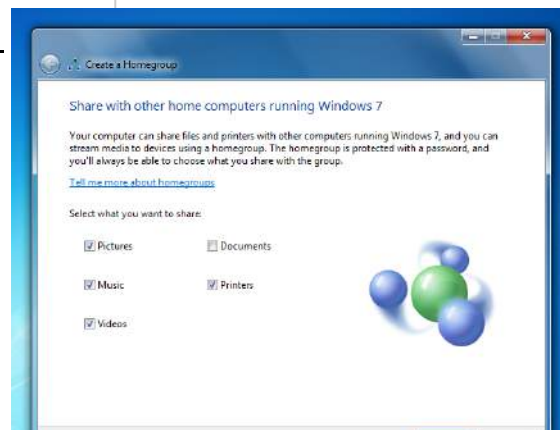 Create a Homegroup
Share with other home computers running Windows 7
Your computer can share files and printers with other computers running Windows 7, and you can
stream media to devices using a homegroup. The homegroup is protected with a password, and
you'll always be able to choose what you share with the group.
Tell me more about homegroups
Select what you want to share:
Pictures
Documents
Music
Printers
Videos